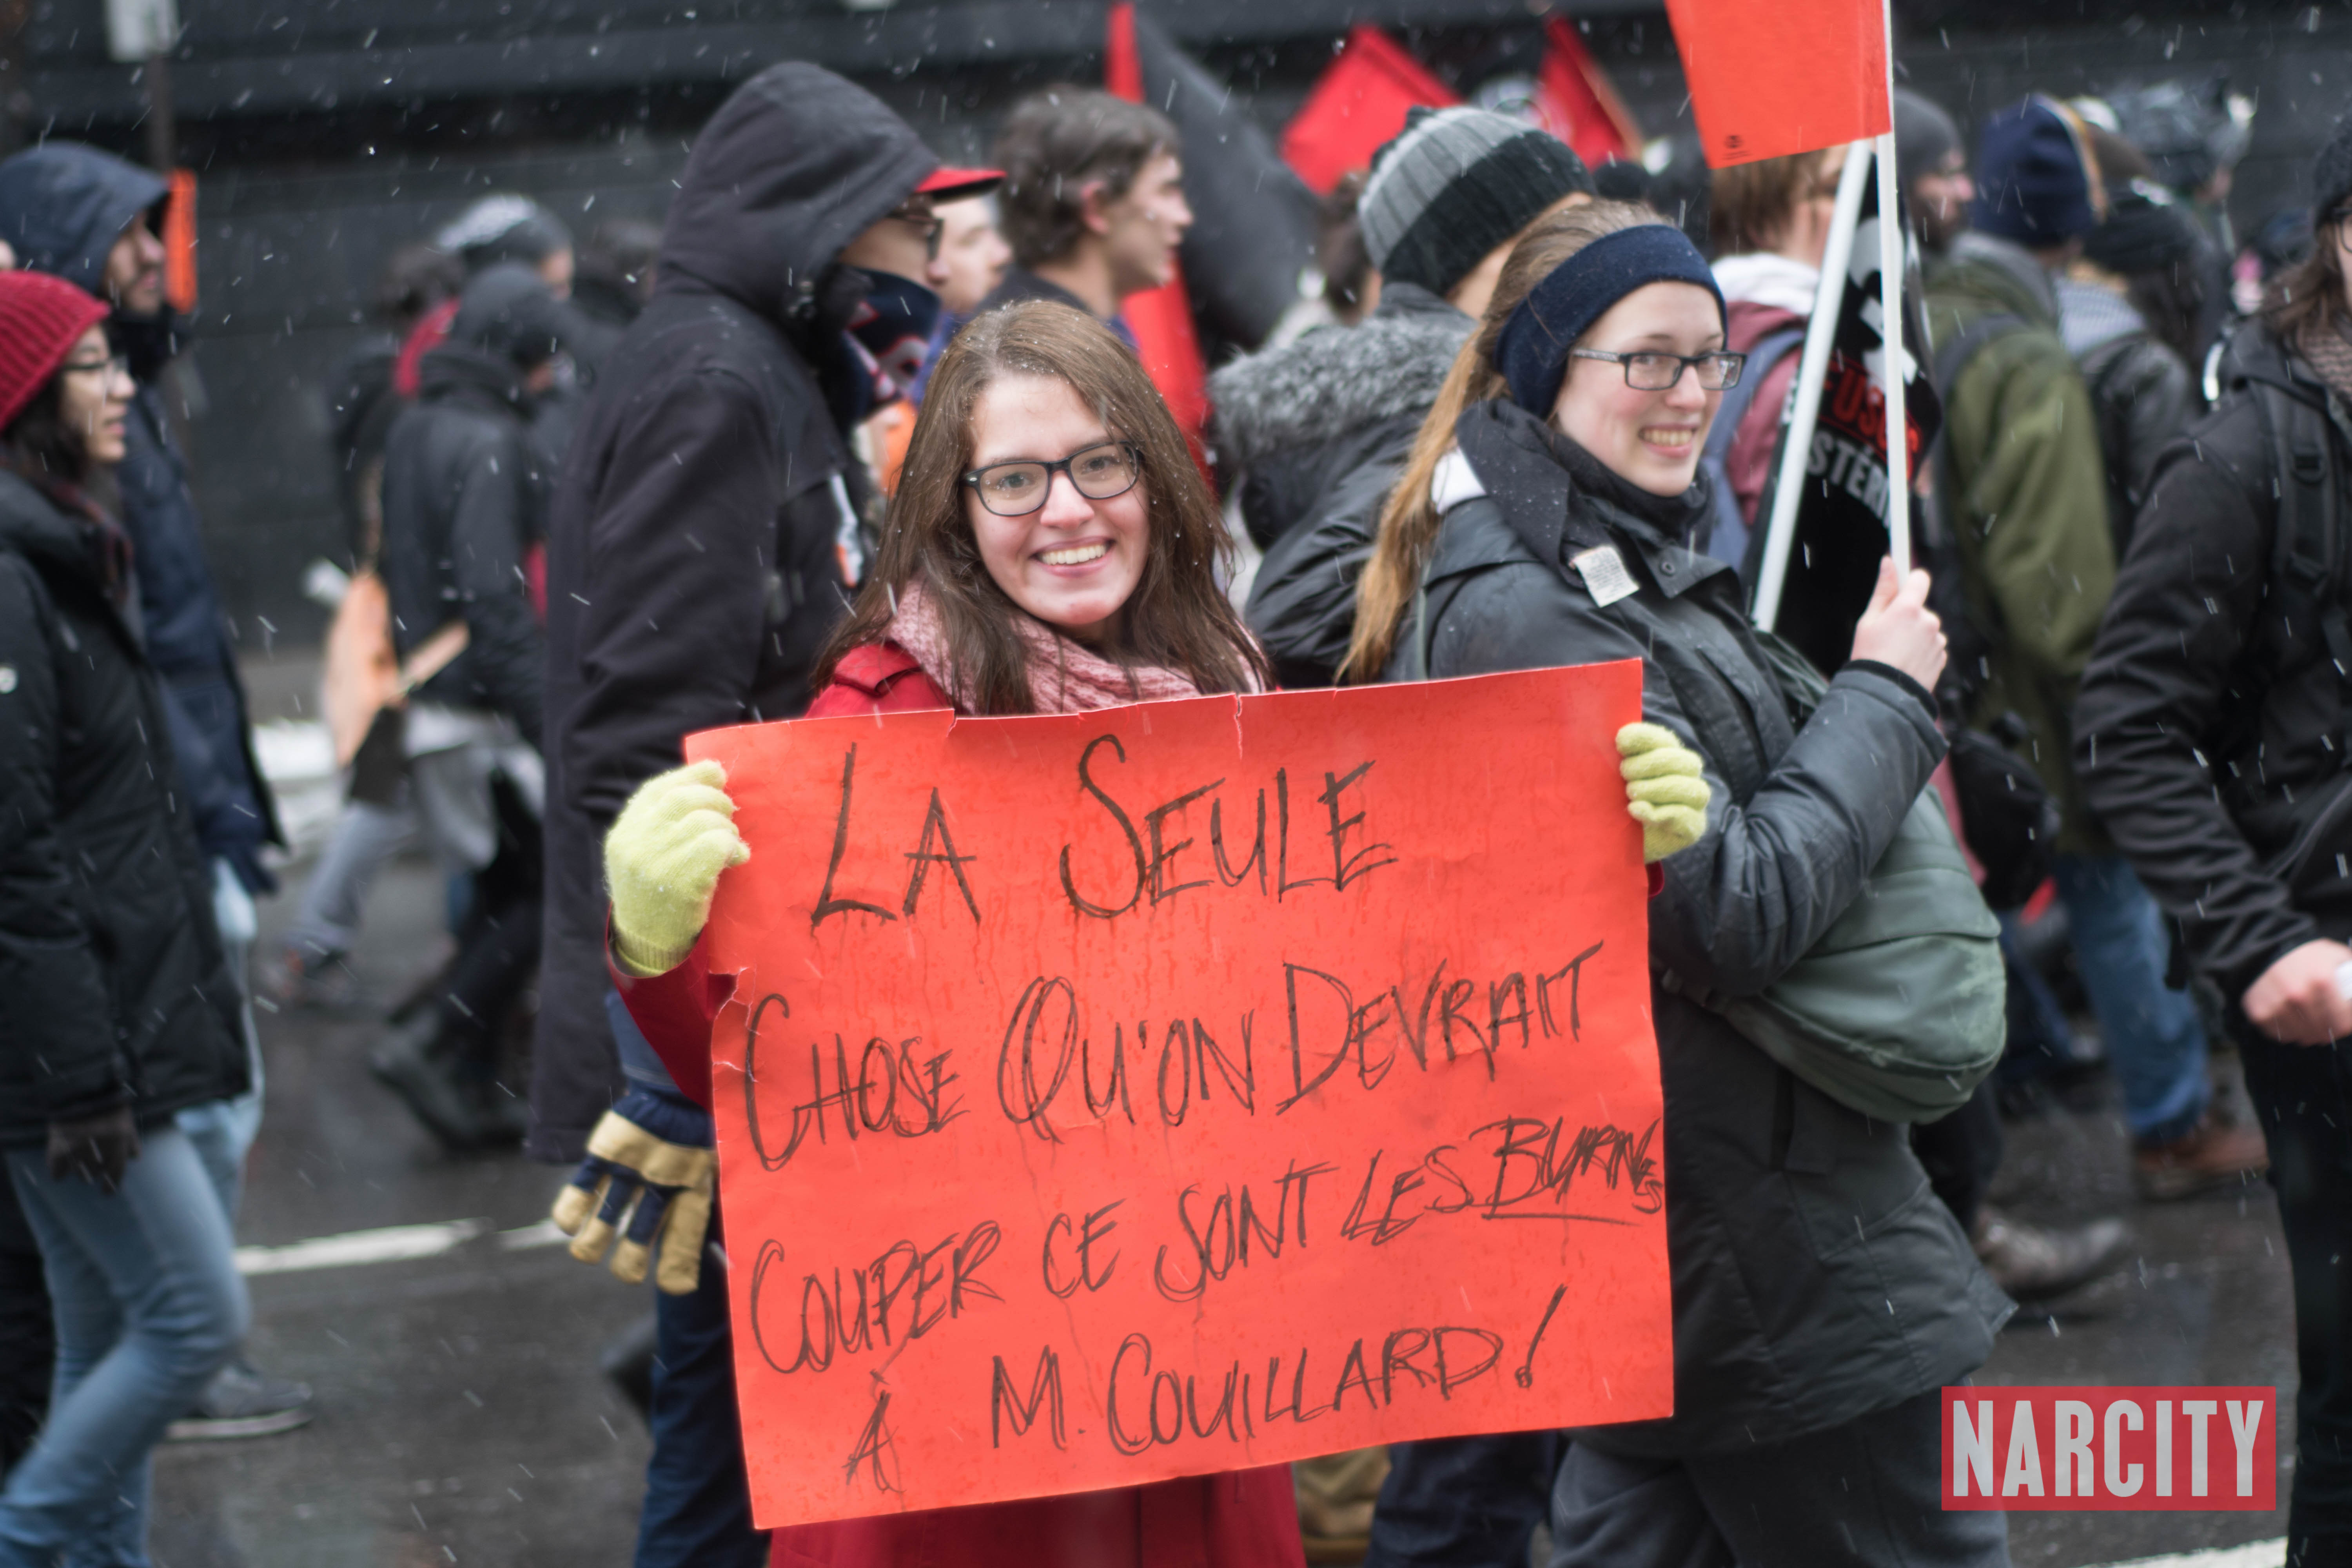 LA SEULE
CHOSE QU'ON DEVRAIT
COUPER CE SONT LES BURNES
À M. COUILLARD!
NARCITY